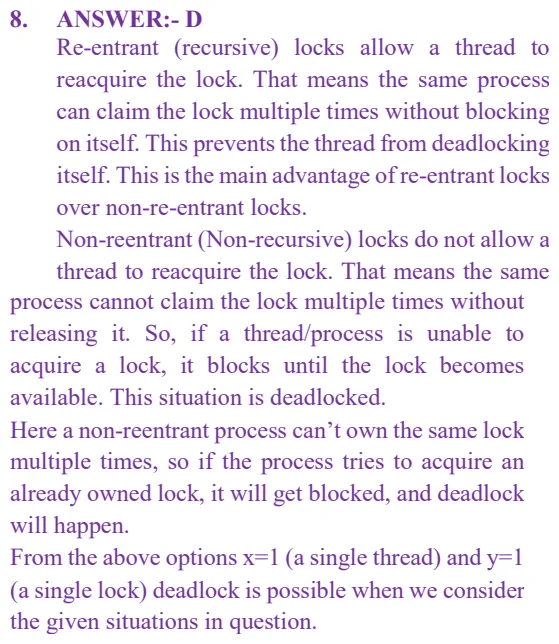 8. ANSWER:- D
Re-entrant (recursive) locks allow a thread to
reacquire the lock. That means the same process
can claim the lock multiple times without blocking
on itself. This prevents the thread from deadlocking
itself. This is the main advantage of re-entrant locks
over non-re-entrant locks.
Non-reentrant (Non-recursive) locks do not allow a
thread to reacquire the lock. That means the same
process cannot claim the lock multiple times without
releasing it. So, if a thread/process is unable to
acquire a lock, it blocks until the lock becomes
available. This situation is deadlocked.
Here a non-reentrant process can’t own the same lock
multiple times, so if the process tries to acquire an
already owned lock, it will get blocked, and deadlock
will happen.
From the above options x=1 (a single thread) and y=1
(a single lock) deadlock is possible when we consider
the given situations in question.